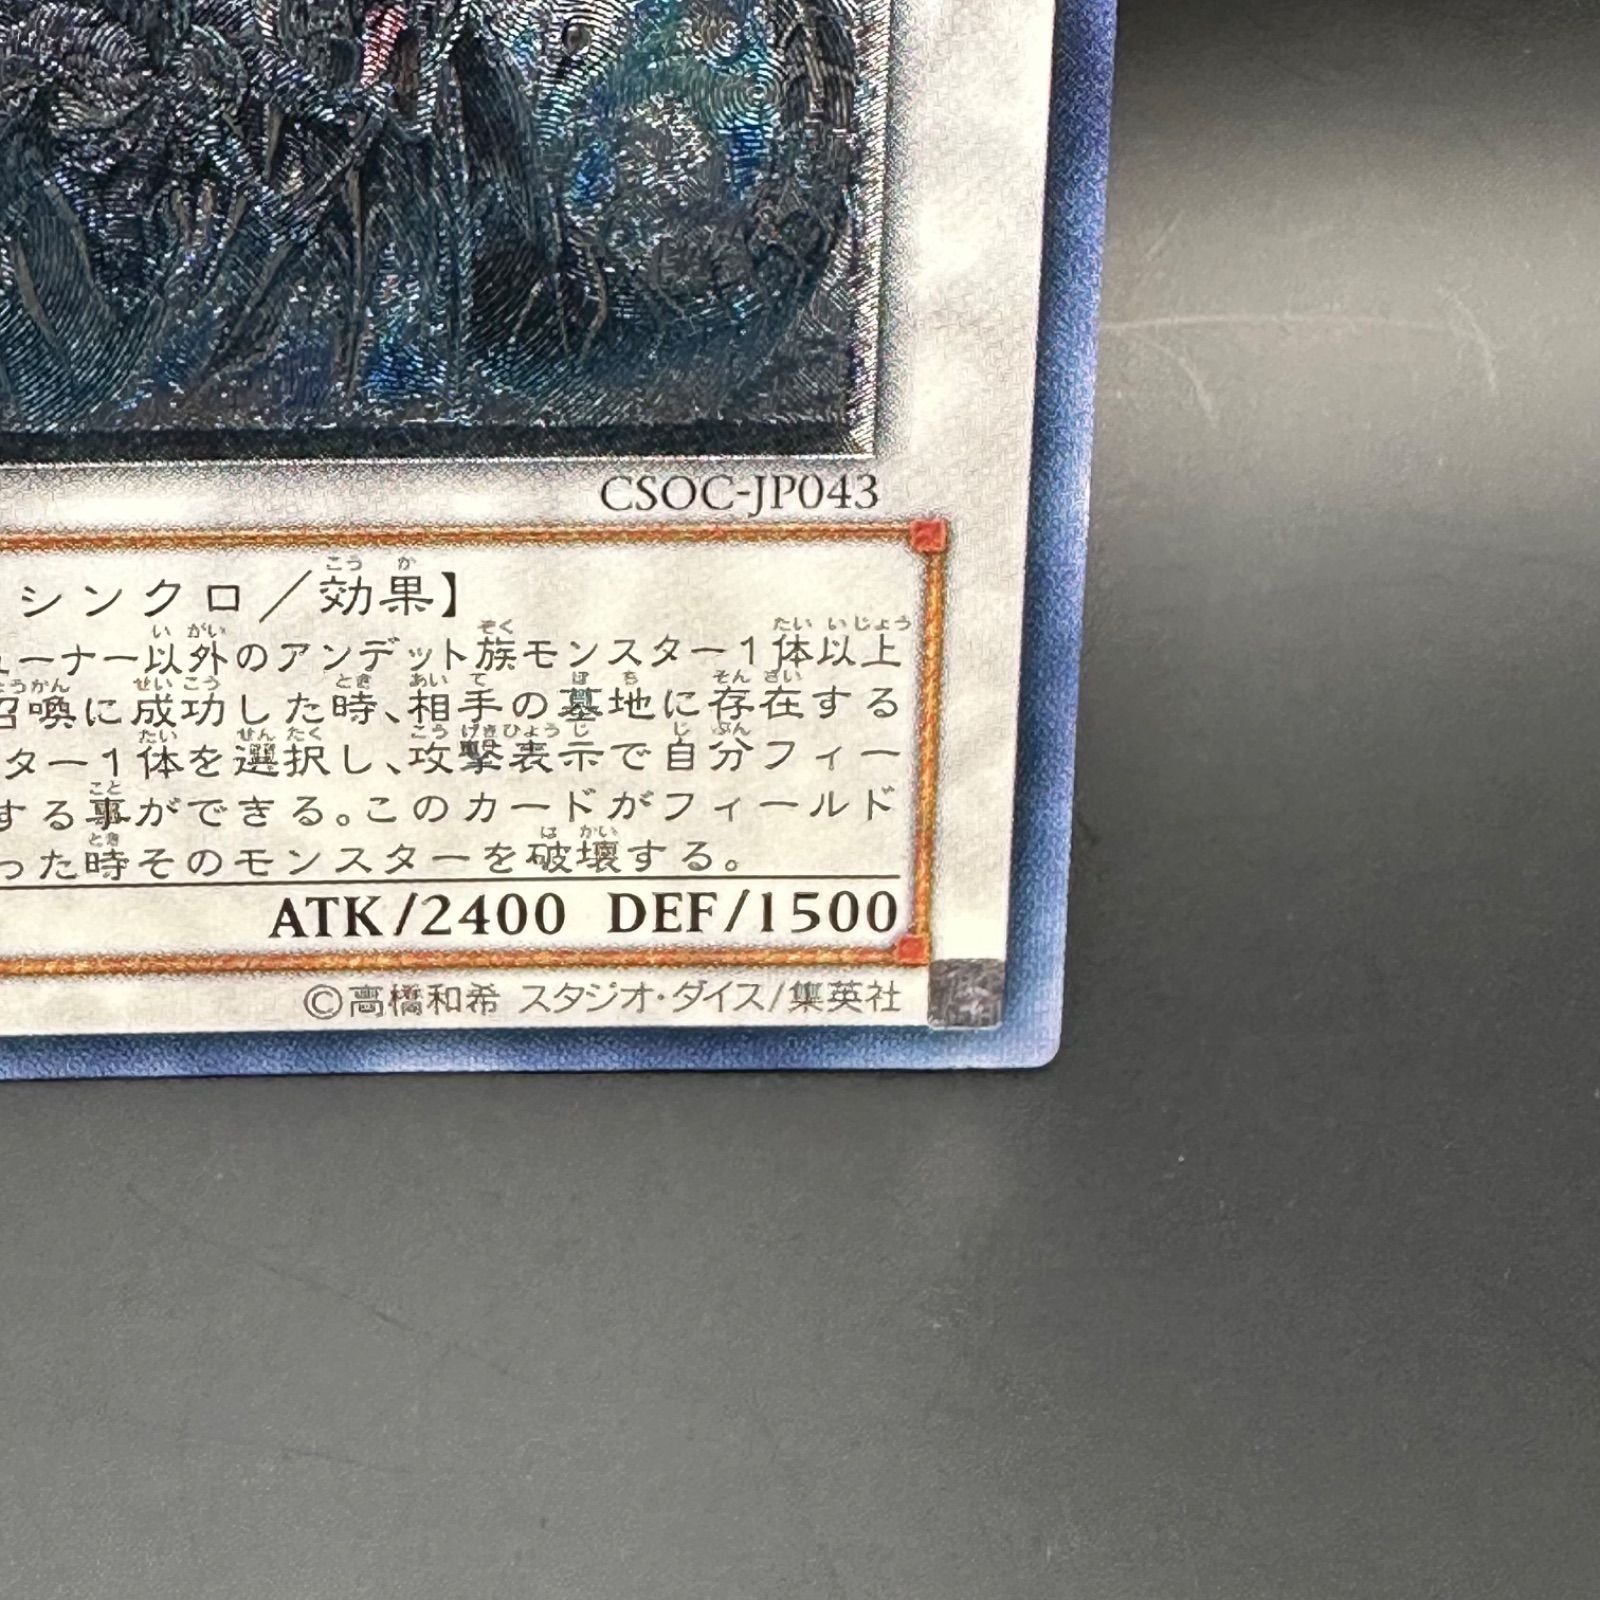 CSOC-JP043
シンクロ／効果】
ューナー以外のアンデット族モンスター1体以上
召喚に成功した時、相手の墓地に存在する
ター1体を選択し、攻撃表示で自分フィー
する事ができる。このカードがフィールド
った時そのモンスターを破壊する。
ATK/2400 DEF/1500
©高橋和希 スタジオ・ダイス/集英社